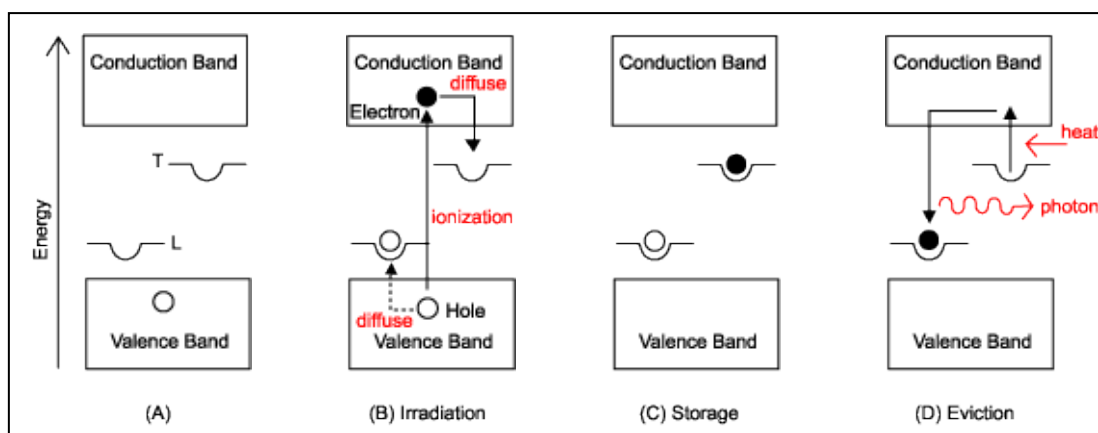 Energy
Conduction Band
T
L
Valence Band
(A)
Conduction Band
diffuse
Electron
ionization
Hole
diffuse
Valence Band
(B) Irradiation
Conduction Band
Valence Band
(C) Storage
Conduction Band
heat
photon
Valence Band
(D) Eviction